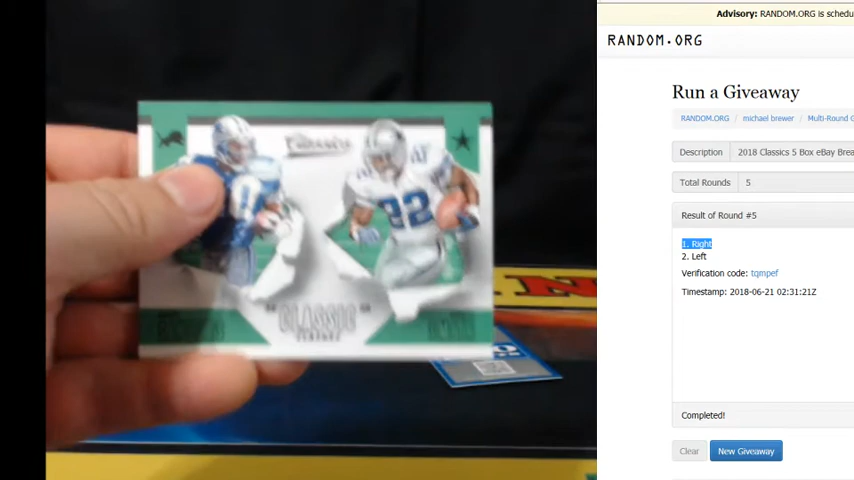 Advisory: RANDOM.ORG is schedu
RANDOM.ORG
Run a Giveaway
RANDOM.ORG / michael brewer / Multi-Round G
Description 2018 Classics 5 Box eBay Brea
Total Rounds 5
Result of Round #5
1. Right
2. Left
Verification code: tqmpef
Timestamp: 2018-06-21 02:31:21Z
Completed!
Clear New Giveaway
Classics
22
CLASSIC